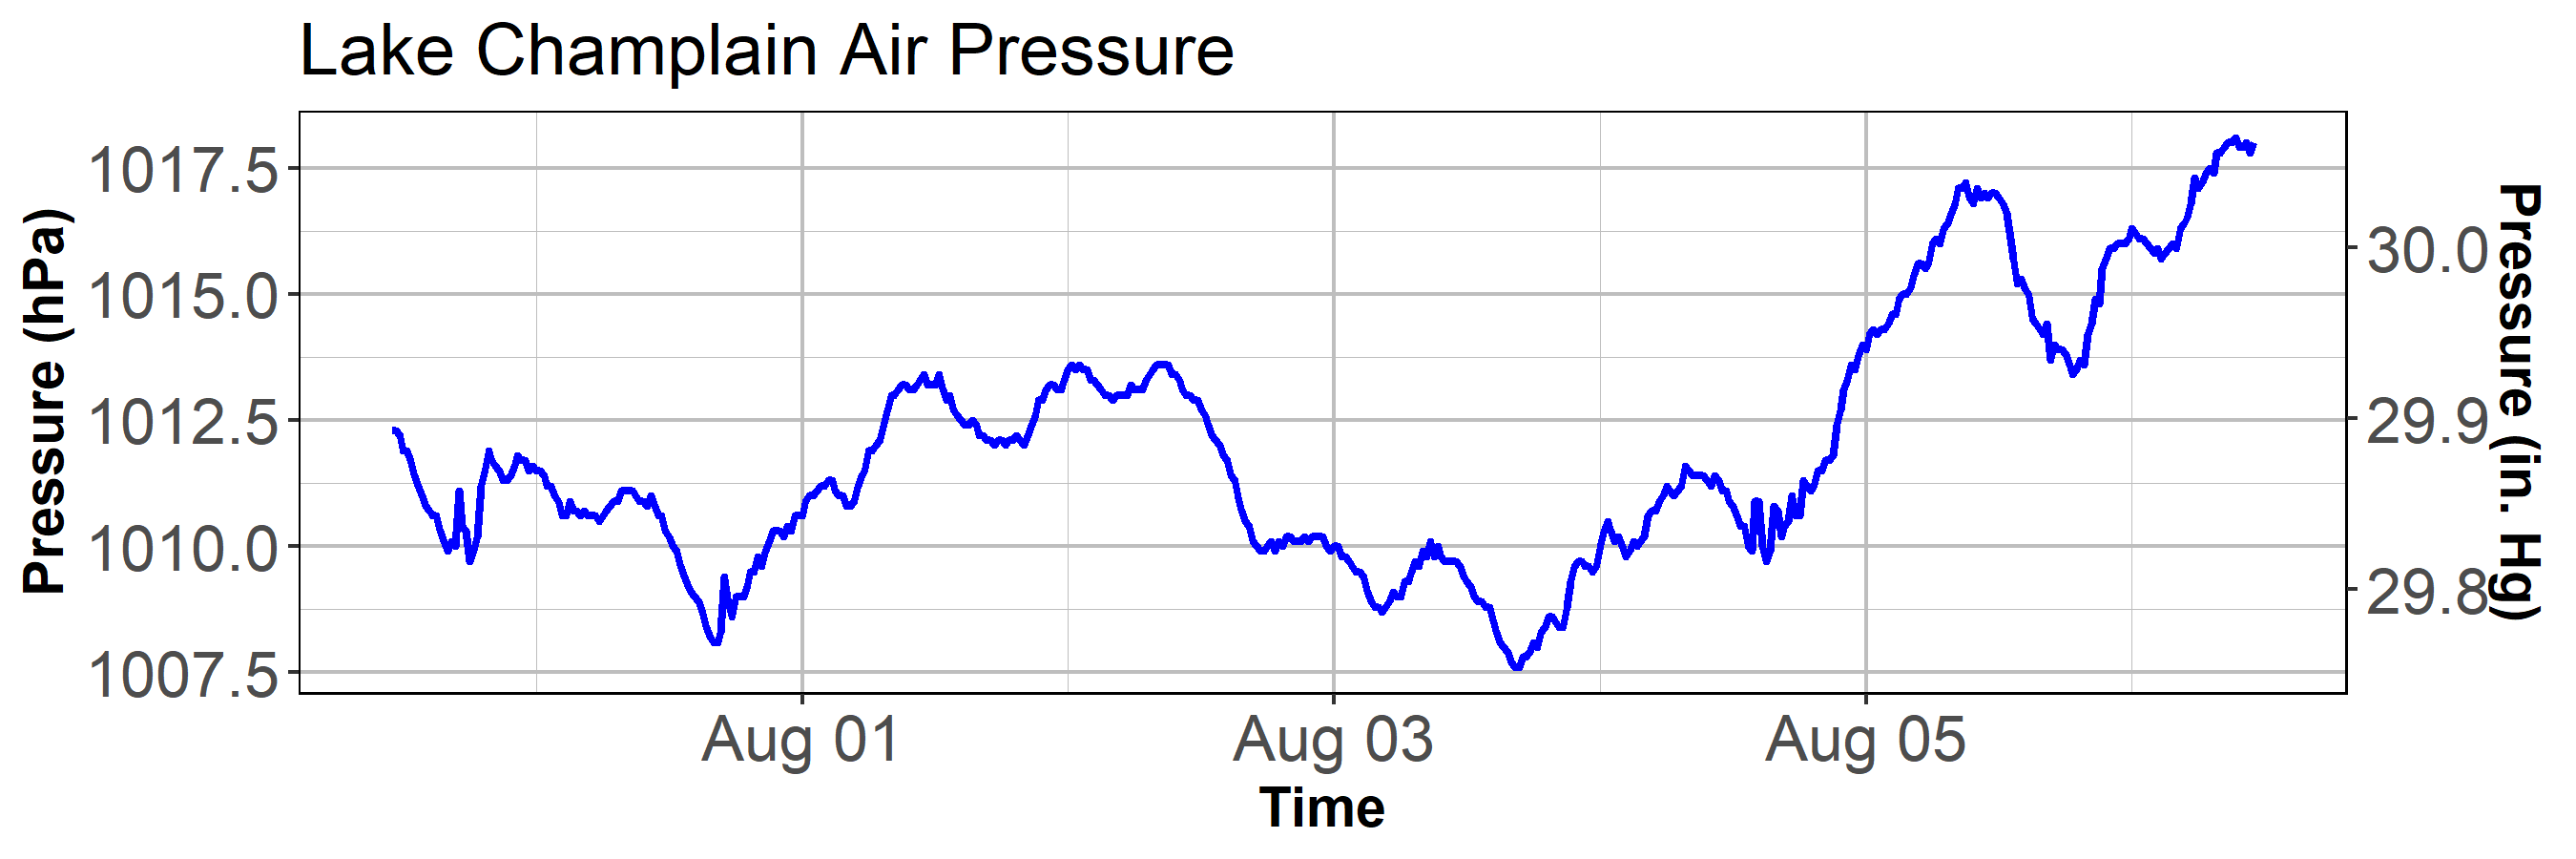 Lake Champlain Air Pressure
Pressure (hPa)
1017.5
1015.0
1012.5
1010.0
1007.5
30.0
29.9
29.8
Pressure (in. Hg)
Aug 01 Aug 03 Aug 05
Time